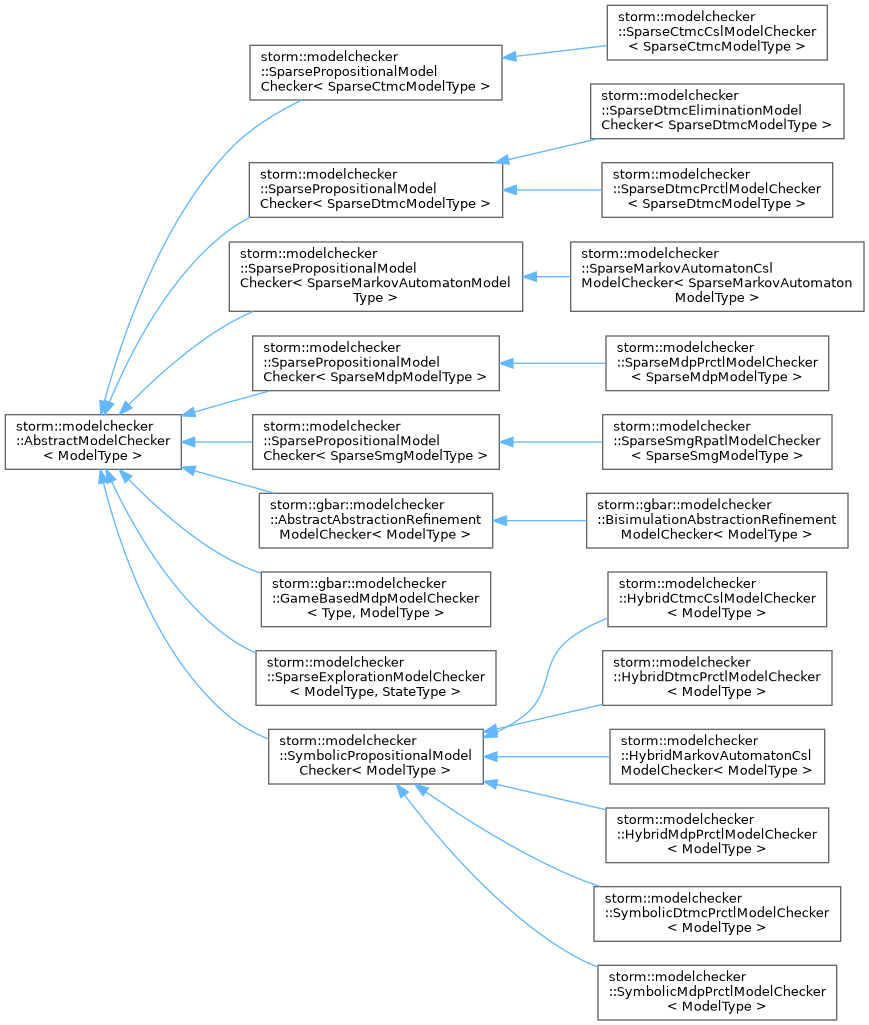 storm::modelchecker
::SparseCtmcCslModelChecker
< SparseCtmcModelType >
storm::modelchecker
::SparsePropositionalModel
Checker< SparseCtmcModelType >
storm::modelchecker
::SparseDtmcEliminationModel
Checker< SparseDtmcModelType >
storm::modelchecker
::SparsePropositionalModel
Checker< SparseDtmcModelType >
storm::modelchecker
::SparseDtmcPrctlModelChecker
< SparseDtmcModelType >
storm::modelchecker
::SparsePropositionalModel
Checker< SparseMarkovAutomatonModel
Type >
storm::modelchecker
::SparseMarkovAutomatonCsl
ModelChecker< SparseMarkovAutomaton
ModelType >
storm::modelchecker
::SparsePropositionalModel
Checker< SparseMdpModelType >
storm::modelchecker
::SparseMdpPrctlModelChecker
< SparseMdpModelType >
storm::modelchecker
::AbstractModelChecker
< ModelType >
storm::modelchecker
::SparsePropositionalModel
Checker< SparseSmgModelType >
storm::modelchecker
::SparseSmgRpatlModelChecker
< SparseSmgModelType >
storm::gbar::modelchecker
::AbstractAbstractionRefinement
ModelChecker< ModelType >
storm::gbar::modelchecker
::BisimulationAbstractionRefinement
ModelChecker< ModelType >
storm::gbar::modelchecker
::GameBasedMdpModelChecker
< Type, ModelType >
storm::modelchecker
::HybridCtmcCslModelChecker
< ModelType >
storm::modelchecker
::SparseExplorationModelChecker
< ModelType, StateType >
storm::modelchecker
::HybridDtmcPrctlModelChecker
< ModelType >
storm::modelchecker
::SymbolicPropositionalModel
Checker< ModelType >
storm::modelchecker
::HybridMarkovAutomatonCsl
ModelChecker< ModelType >
storm::modelchecker
::HybridMdpPrctlModelChecker
< ModelType >
storm::modelchecker
::SymbolicDtmcPrctlModelChecker
< ModelType >
storm::modelchecker
::SymbolicMdpPrctlModelChecker
< ModelType >